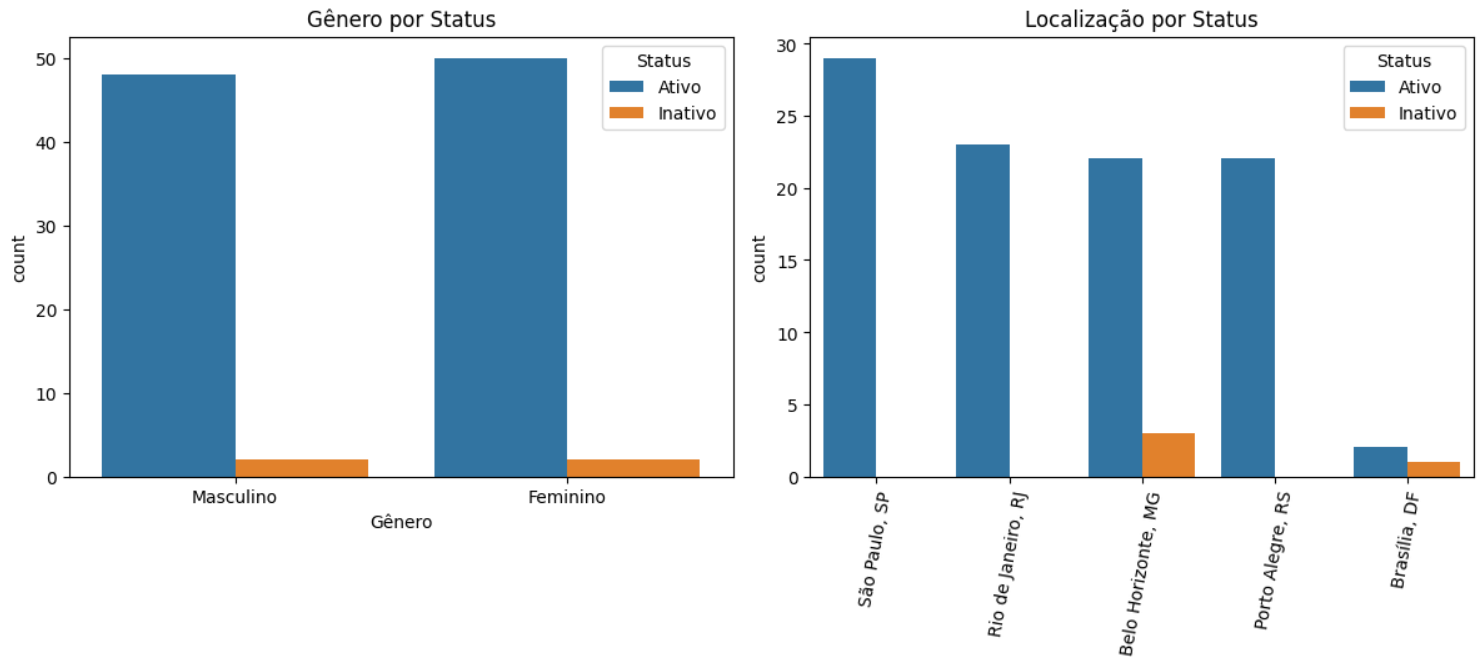 Gênero por Status
50
40
30
20
10
0
count
Masculino
Feminino
Gênero
Status
Ativo
Inativo
Localização por Status
30
25
20
15
10
5
0
count
São Paulo, SP
Rio de Janeiro, RJ
Belo Horizonte, MG
Porto Alegre, RS
Brasília, DF
Status
Ativo
Inativo